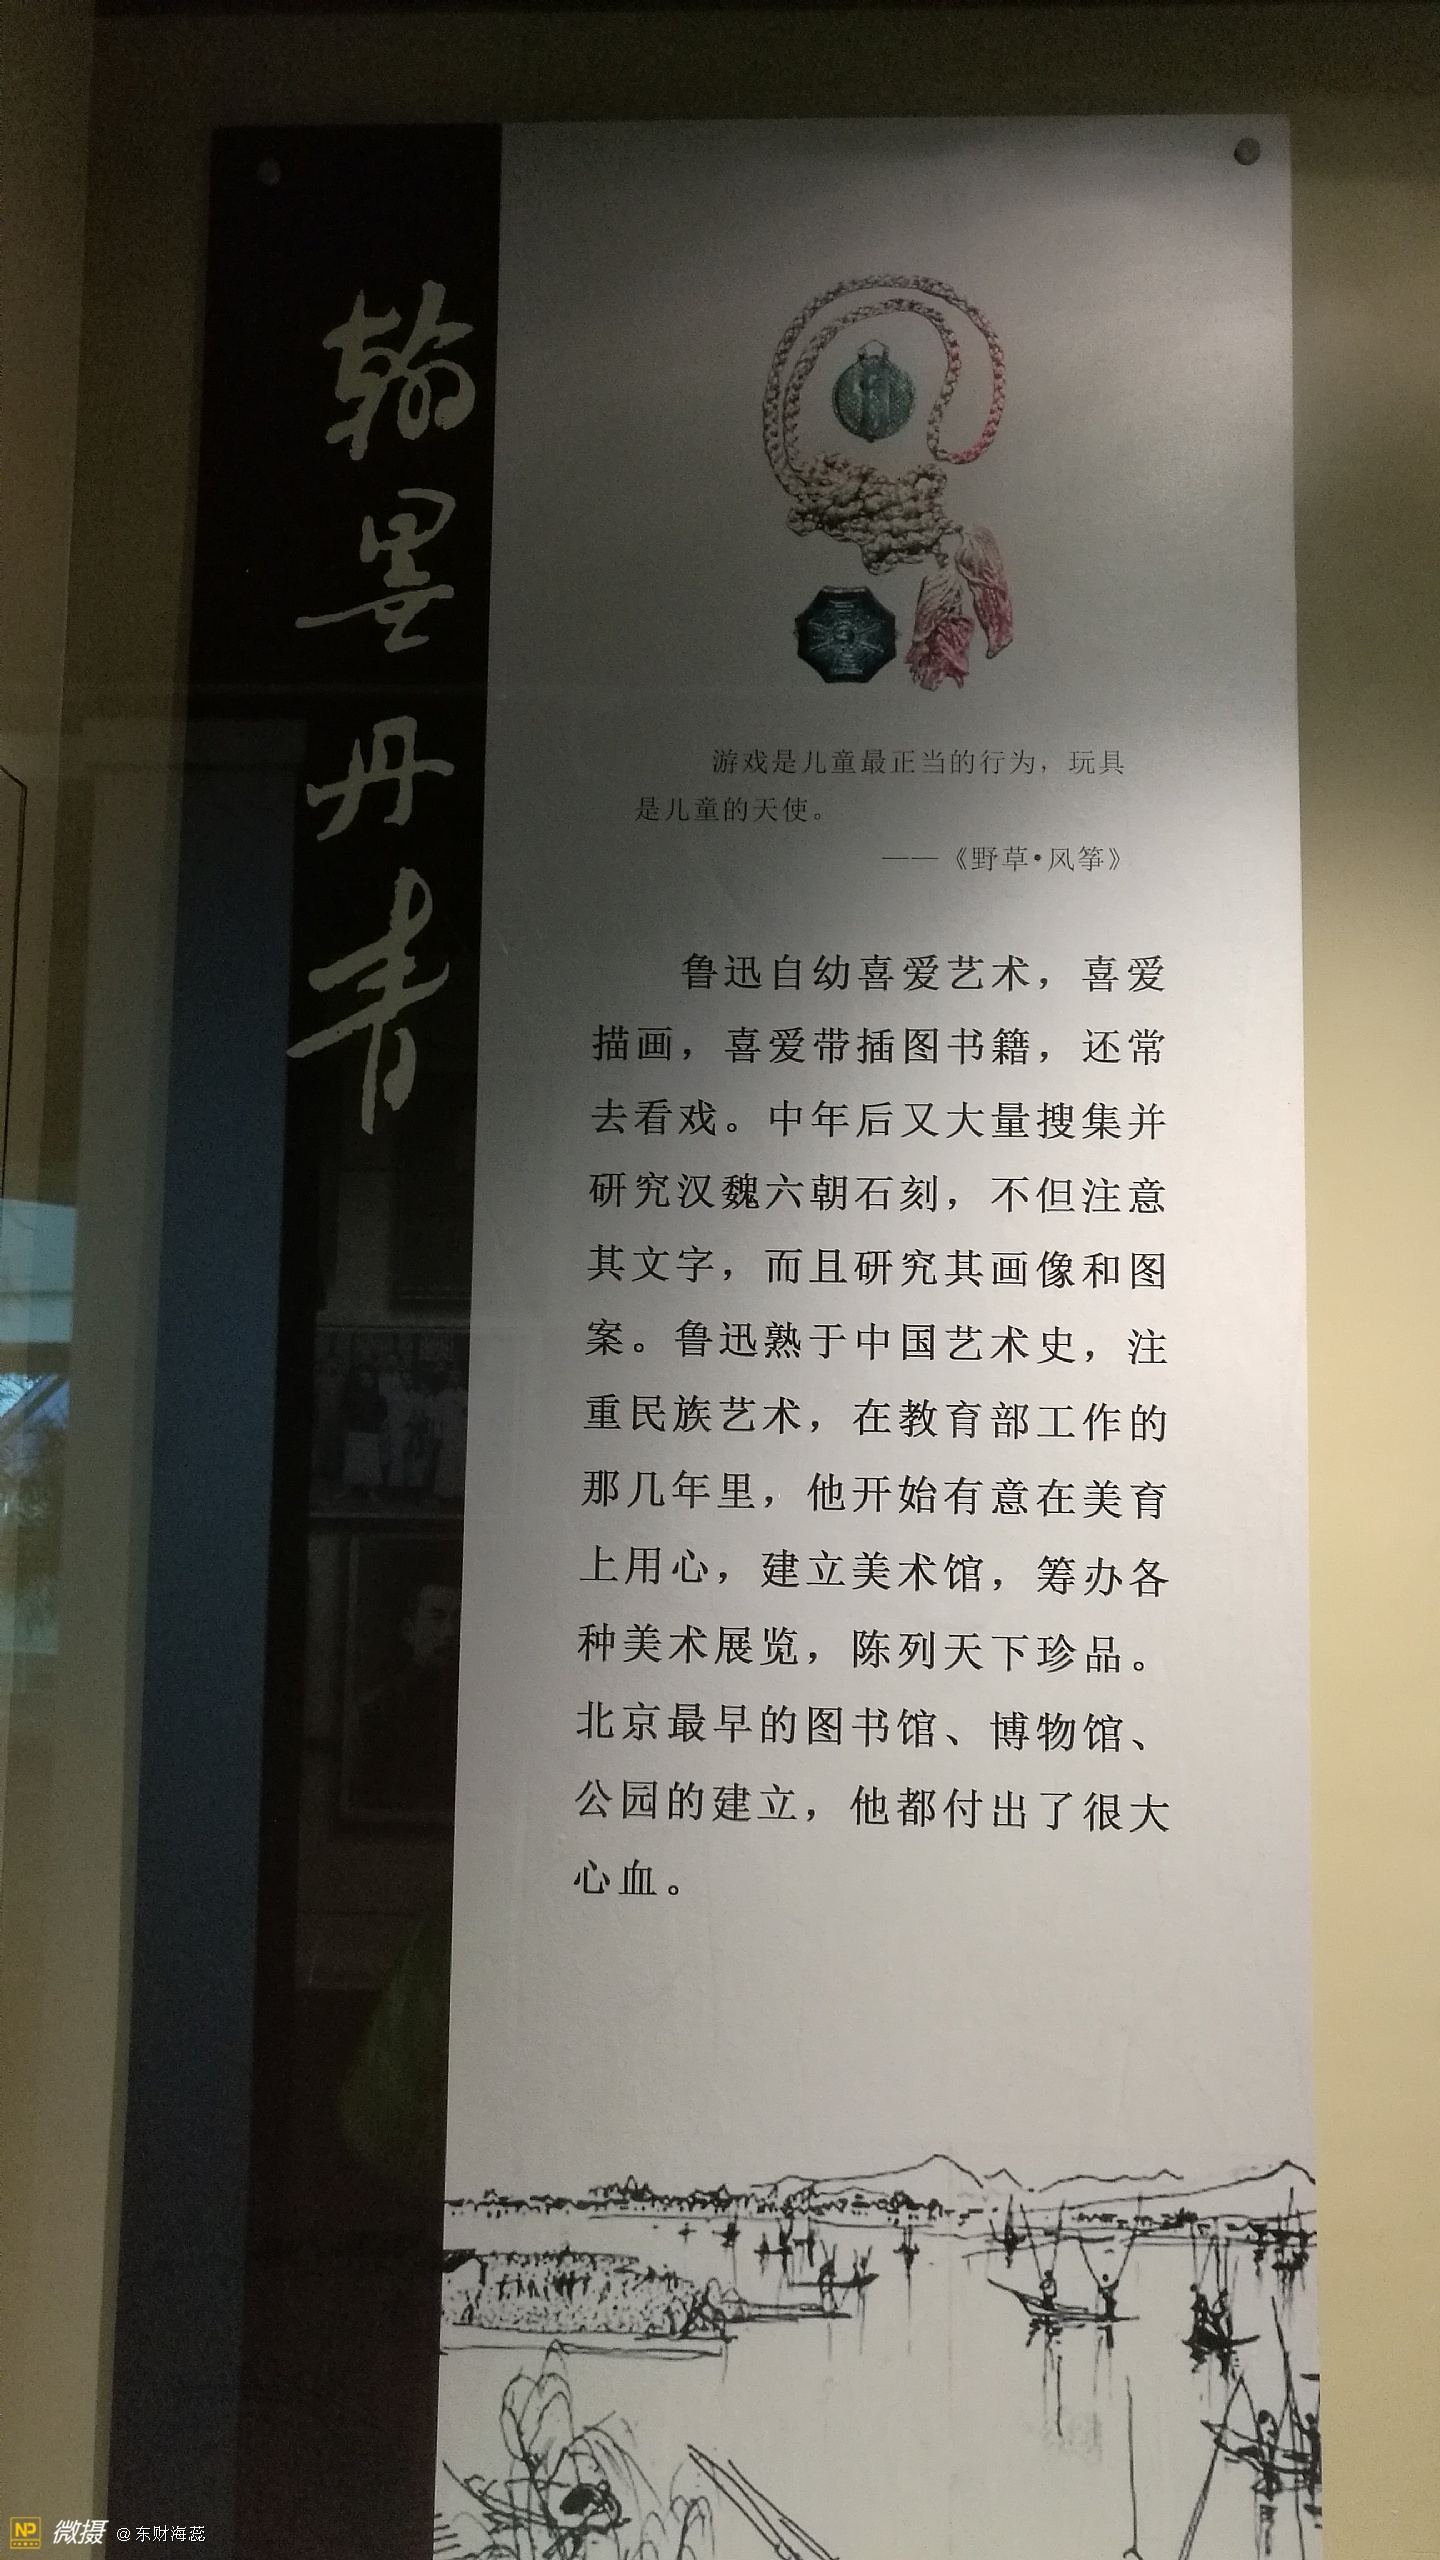 翰墨丹青
游戏是儿童最正当的行为，玩具
是儿童的天使。
——《野草·风筝》
鲁迅自幼喜爱艺术，喜爱
描画，喜爱带插图书籍，还常
去看戏。中年后又大量搜集并
研究汉魏六朝石刻，不但注意
其文字，而且研究其画像和图
案。鲁迅熟于中国艺术史，注
重民族艺术，在教育部工作的
那几年里，他开始有意在美育
上用心，建立美术馆，筹办各
种美术展览，陈列天下珍品。
北京最早的图书馆、博物馆、
公园的建立，他都付出了很大
心血。
NP 微摄 @东财海蕊